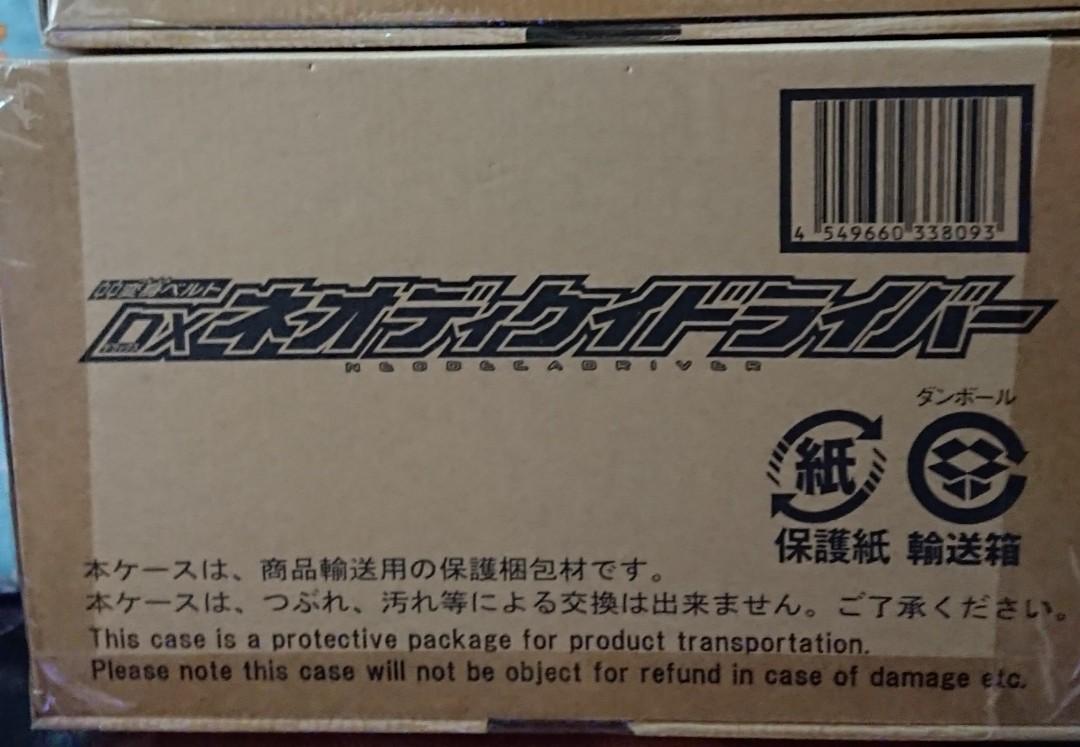 4 549660 338093
変身ベルト
DXネオディケイドライバー
NEODECADRIVER
ダンボール
紙
保護紙 輸送箱
本ケースは、商品輸送用の保護梱包材です。
本ケースは、つぶれ、汚れ等による交換は出来ません。ご了承ください。
This case is a protective package for product transportation.
Please note this case will not be object for refund in case of damage etc.